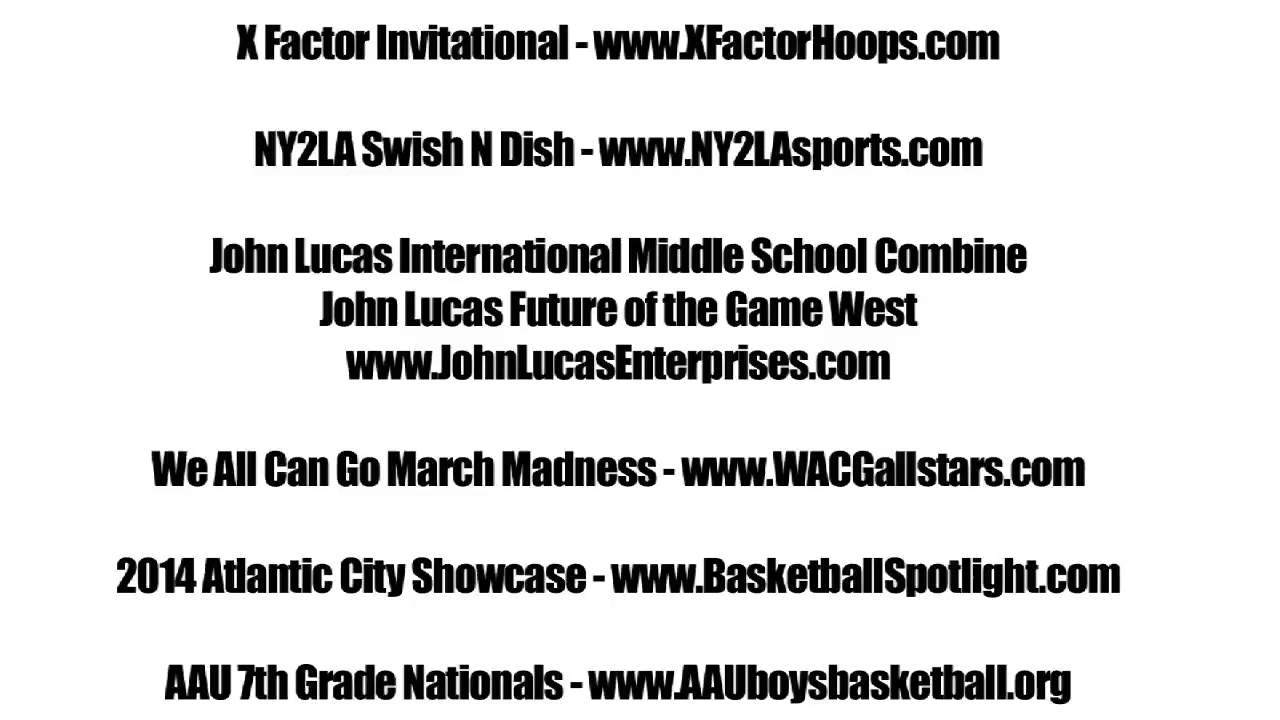 X Factor Invitational - www.XFactorHoops.com
NY2LA Swish N Dish - www.NY2LAsports.com
John Lucas International Middle School Combine
John Lucas Future of the Game West
www.JohnLucasEnterprises.com
We All Can Go March Madness - www.WACGallstars.com
2014 Atlantic City Showcase - www.BasketballSpotlight.com
AAU 7th Grade Nationals - www.AAUboysbasketball.org